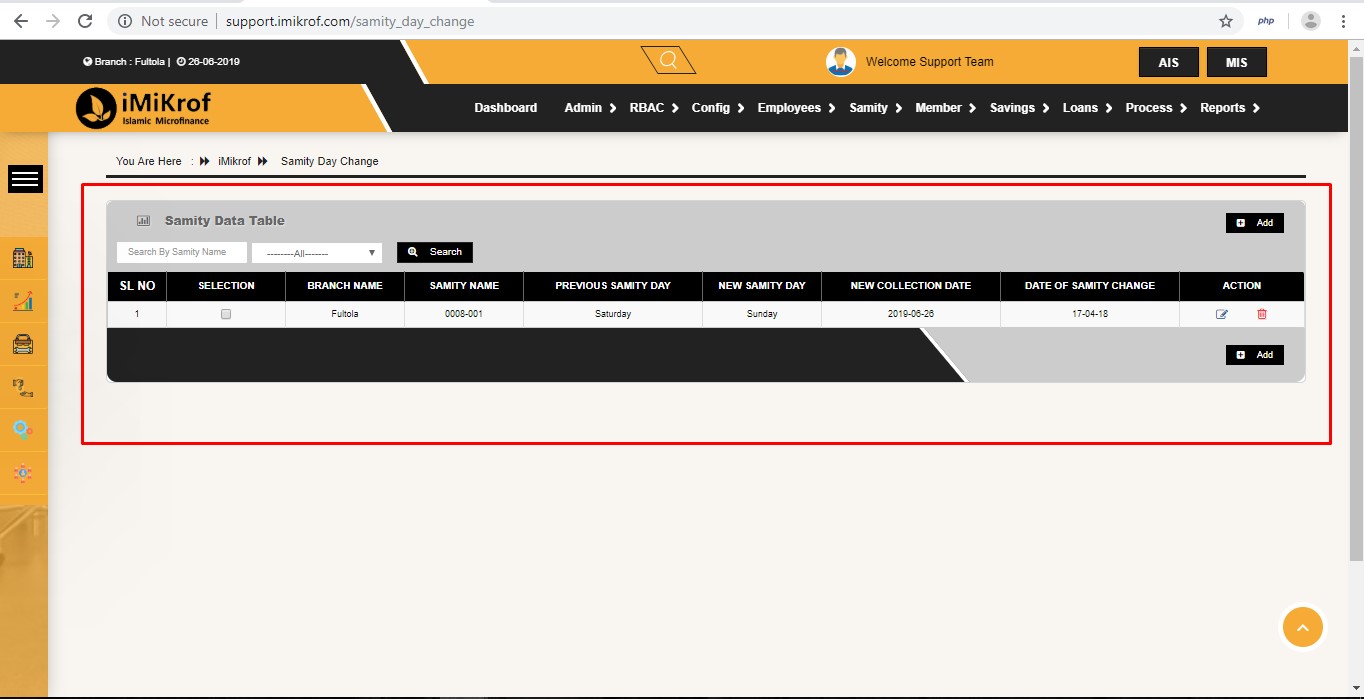 Not secure | support.imikrof.com/samity_day_change
php
Branch : Fultola | 26-06-2019
Welcome Support Team
AIS
MIS
iMiKrof
Islamic Microfinance
Dashboard Admin RBAC Config Employees Samity Member Savings Loans Process Reports
You Are Here : iMikrof Samity Day Change
Samity Data Table
Add
Search By Samity Name
--------All-------
Search
SL NO SELECTION BRANCH NAME SAMITY NAME PREVIOUS SAMITY DAY NEW SAMITY DAY NEW COLLECTION DATE DATE OF SAMITY CHANGE ACTION
1 Fultola 0008-001 Saturday Sunday 2019-06-26 17-04-18
Add